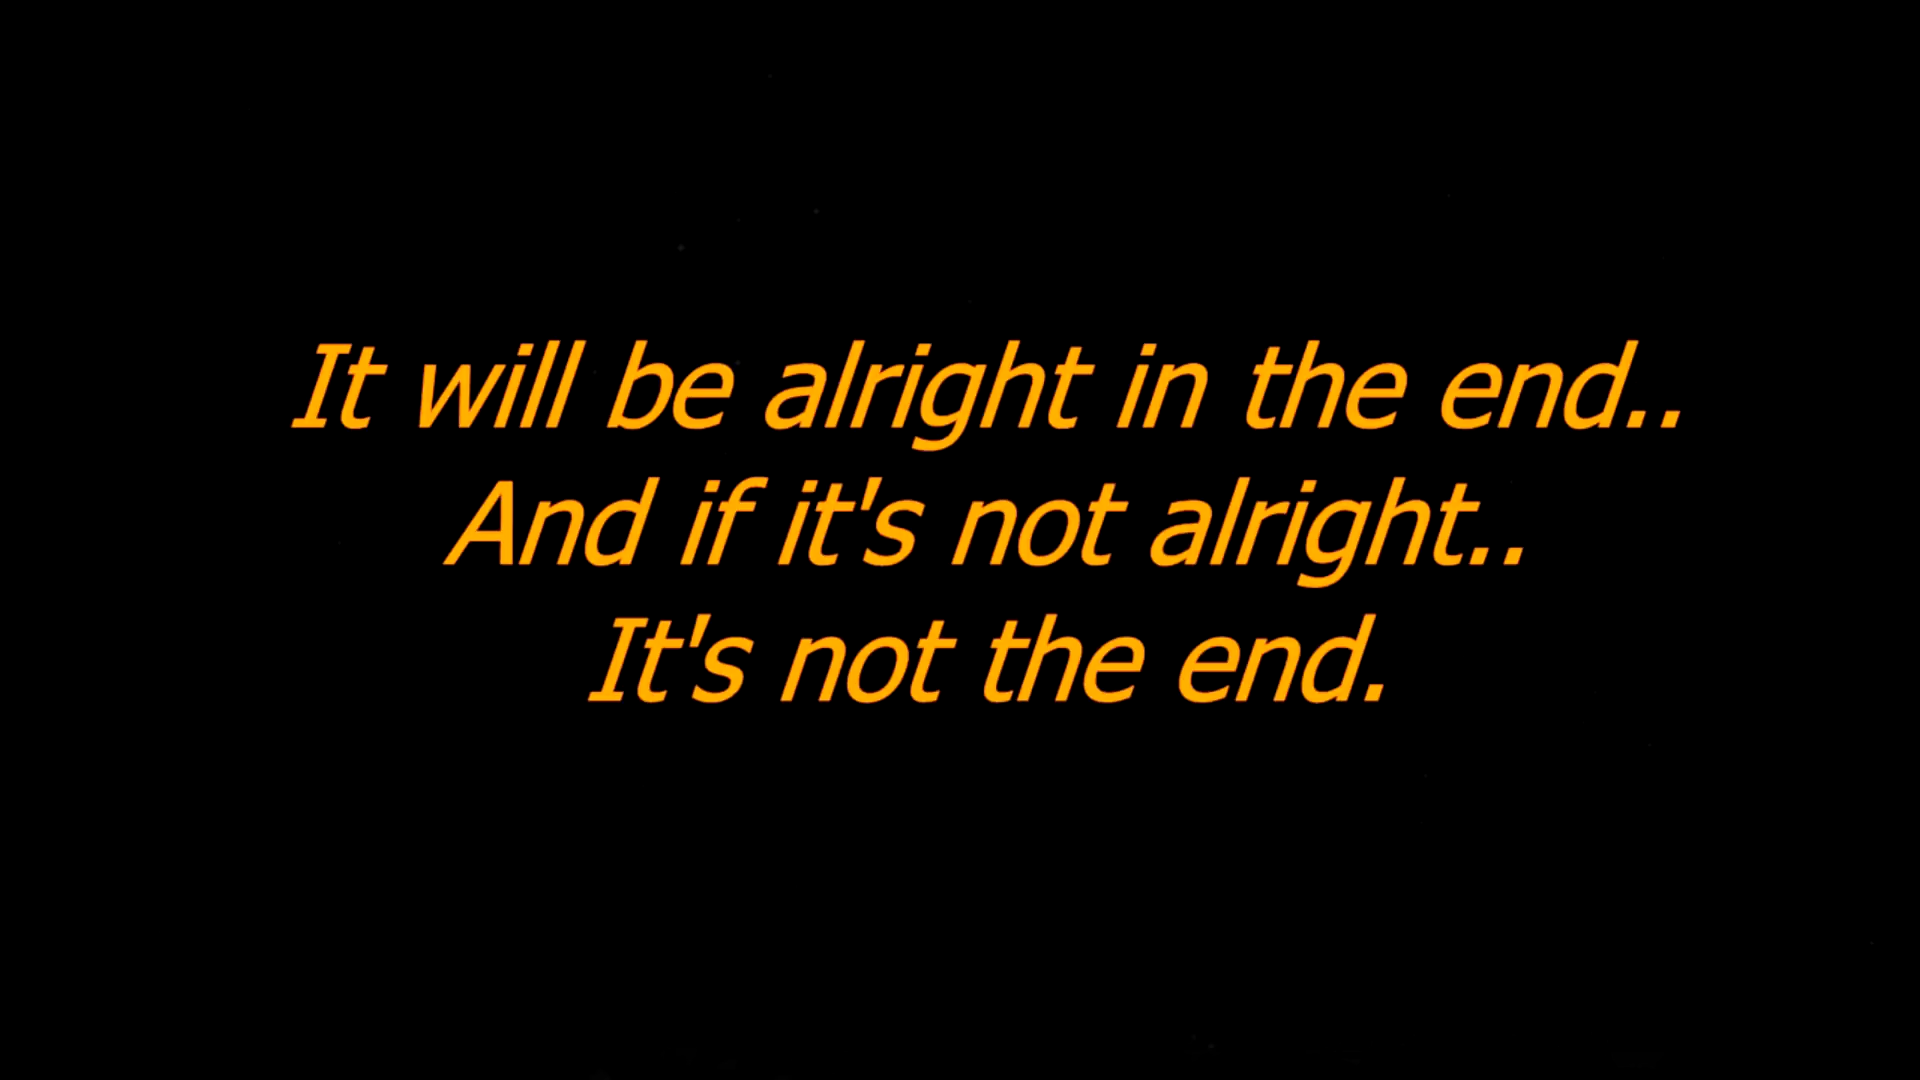 It will be alright in the end..
And if it's not alright..
It's not the end.